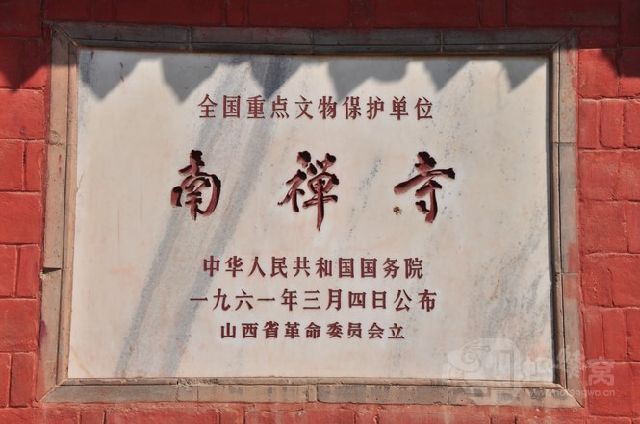 全国重点文物保护单位
南禅寺
中华人民共和国国务院
一九六一年三月四日公布
山西省革命委员会立